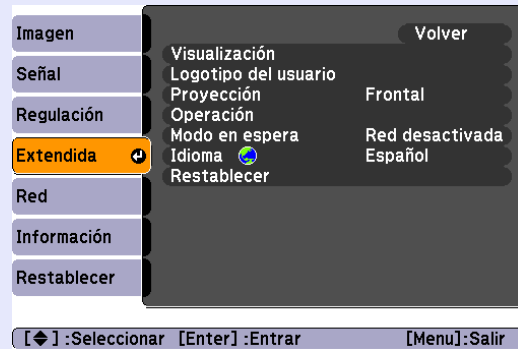 Imagen
Señal
Regulación
Extendida
Red
Información
Restablecer
Volver
Visualización
Logotipo del usuario
Proyección Frontal
Operación
Modo en espera Red desactivada
Idioma Español
Restablecer
[◆] :Seleccionar [Enter] :Entrar [Menu]:Salir